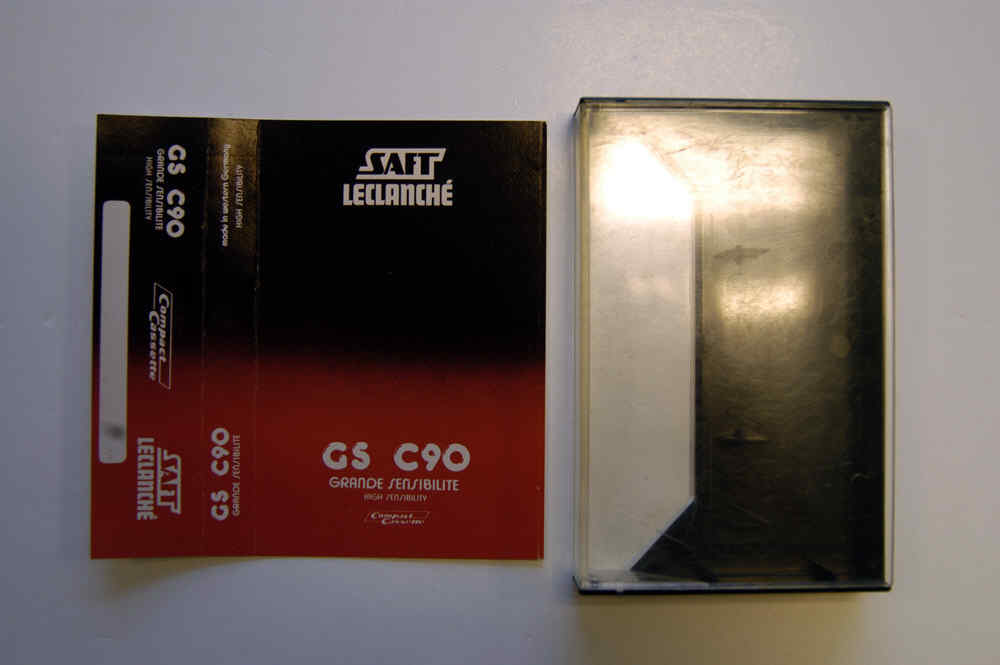 GS C90
GRANDE SENSIBILITE
HIGH SENSIBILITY
Compact
Cassette
SAFT
LECLANCHÉ
made in western Germany
HIGH SENSIBILITY
GS C90
GRANDE SENSIBILITE
SAFT
LECLANCHÉ
GS C90
GRANDE SENSIBILITE
HIGH SENSIBILITY
Compact
Cassette